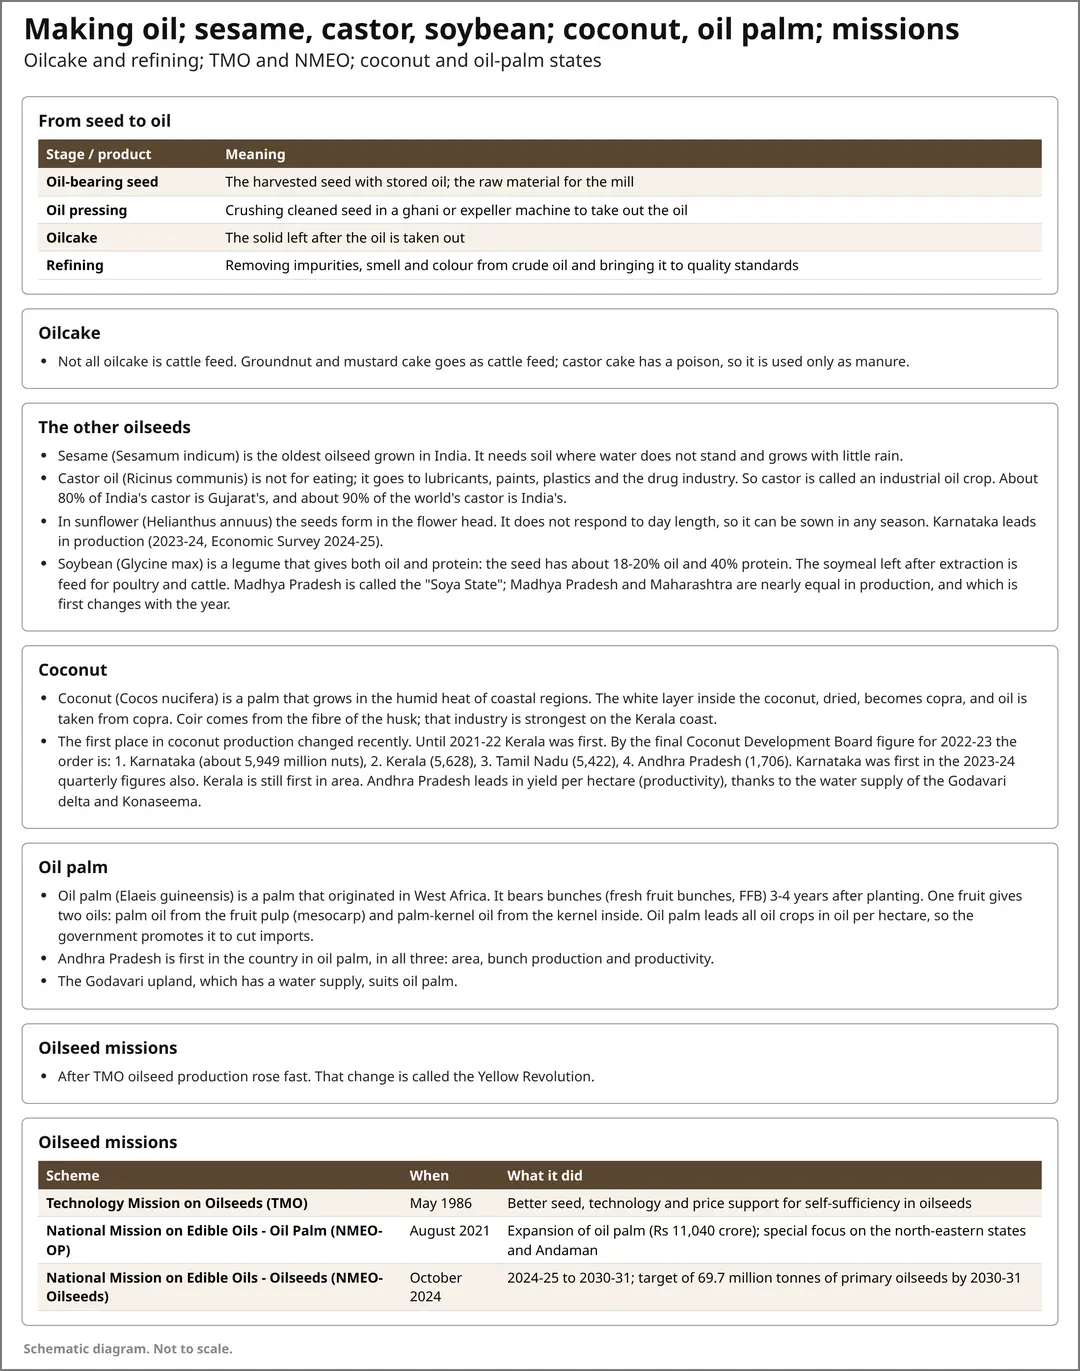 Making oil; sesame, castor, soybean; coconut, oil palm; missions
Oilcake and refining; TMO and NMEO; coconut and oil-palm states
From seed to oil
Stage / product Meaning
Oil-bearing seed The harvested seed with stored oil; the raw material for the mill
Oil pressing Crushing cleaned seed in a ghani or expeller machine to take out the oil
Oilcake The solid left after the oil is taken out
Refining Removing impurities, smell and colour from crude oil and bringing it to quality standards
Oilcake
• Not all oilcake is cattle feed. Groundnut and mustard cake goes as cattle feed; castor cake has a poison, so it is used only as manure.
The other oilseeds
• Sesame (Sesamum indicum) is the oldest oilseed grown in India. It needs soil where water does not stand and grows with little rain.
• Castor oil (Ricinus communis) is not for eating; it goes to lubricants, paints, plastics and the drug industry. So castor is called an industrial oil crop. About
80% of India's castor is Gujarat's, and about 90% of the world's castor is India's.
• In sunflower (Helianthus annuus) the seeds form in the flower head. It does not respond to day length, so it can be sown in any season. Karnataka leads
in production (2023-24, Economic Survey 2024-25).
• Soybean (Glycine max) is a legume that gives both oil and protein: the seed has about 18-20% oil and 40% protein. The soymeal left after extraction is
feed for poultry and cattle. Madhya Pradesh is called the "Soya State"; Madhya Pradesh and Maharashtra are nearly equal in production, and which is
first changes with the year.
Coconut
• Coconut (Cocos nucifera) is a palm that grows in the humid heat of coastal regions. The white layer inside the coconut, dried, becomes copra, and oil is
taken from copra. Coir comes from the fibre of the husk; that industry is strongest on the Kerala coast.
• The first place in coconut production changed recently. Until 2021-22 Kerala was first. By the final Coconut Development Board figure for 2022-23 the
order is: 1. Karnataka (about 5,949 million nuts), 2. Kerala (5,628), 3. Tamil Nadu (5,422), 4. Andhra Pradesh (1,706). Karnataka was first in the 2023-24
quarterly figures also. Kerala is still first in area. Andhra Pradesh leads in yield per hectare (productivity), thanks to the water supply of the Godavari
delta and Konaseema.
Oil palm
• Oil palm (Elaeis guineensis) is a palm that originated in West Africa. It bears bunches (fresh fruit bunches, FFB) 3-4 years after planting. One fruit gives
two oils: palm oil from the fruit pulp (mesocarp) and palm-kernel oil from the kernel inside. Oil palm leads all oil crops in oil per hectare, so the
government promotes it to cut imports.
• Andhra Pradesh is first in the country in oil palm, in all three: area, bunch production and productivity.
• The Godavari upland, which has a water supply, suits oil palm.
Oilseed missions
• After TMO oilseed production rose fast. That change is called the Yellow Revolution.
Oilseed missions
Scheme When What it did
Technology Mission on Oilseeds (TMO) May 1986 Better seed, technology and price support for self-sufficiency in oilseeds
National Mission on Edible Oils - Oil Palm (NMEO- August 2021 Expansion of oil palm (Rs 11,040 crore); special focus on the north-eastern states
OP) and Andaman
National Mission on Edible Oils - Oilseeds (NMEO- October 2024-25 to 2030-31; target of 69.7 million tonnes of primary oilseeds by 2030-31
Oilseeds) 2024
Schematic diagram. Not to scale.